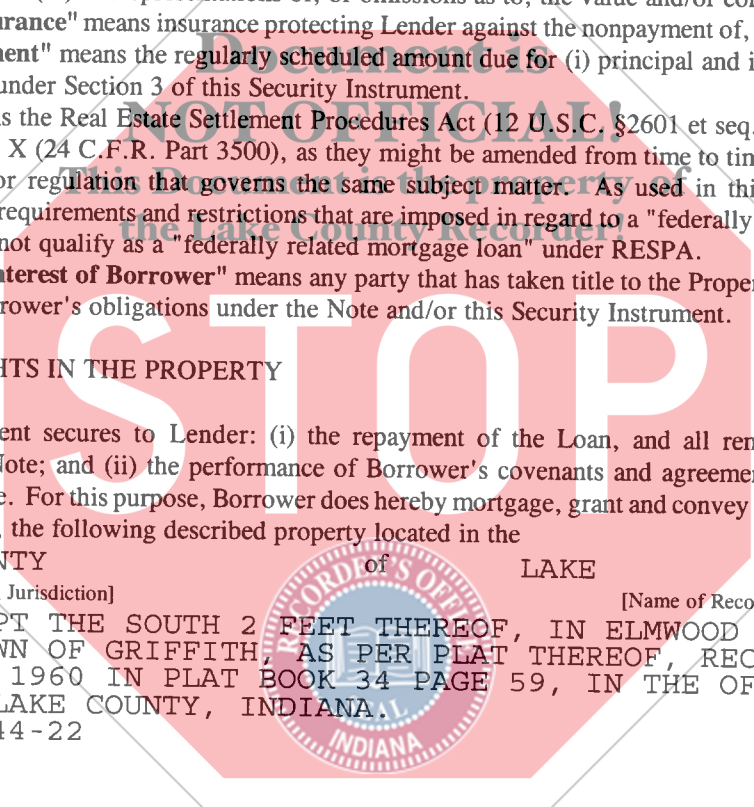 urance" means insurance protecting Lender against the nonpayment of,
Document is
ment" means the regularly scheduled amount due for (i) principal and i
under Section 3 of this Security Instrument.
NOT OFFICIAL!
s the Real Estate Settlement Procedures Act (12 U.S.C. §2601 et seq.
X (24 C.F.R. Part 3500), as they might be amended from time to tim
This Document is the property of
or regulation that governs the same subject matter. As used in thi
requirements and restrictions that are imposed in regard to a "federally
the Lake County Recorder!
not qualify as a "federally related mortgage loan" under RESPA.
nterest of Borrower" means any party that has taken title to the Proper
rower's obligations under the Note and/or this Security Instrument.
STOP
HTS IN THE PROPERTY
ent secures to Lender: (i) the repayment of the Loan, and all ren
Note; and (ii) the performance of Borrower's covenants and agreeme
e. For this purpose, Borrower does hereby mortgage, grant and convey
, the following described property located in the
NTY of LAKE
Jurisdiction] [Name of Reco
PT THE SOUTH 2 FEET THEREOF, IN ELMWOOD
WN OF GRIFFITH, AS PER PLAT THEREOF, REC
1960 IN PLAT BOOK 34 PAGE 59, IN THE OF
LAKE COUNTY, INDIANA.
44-22
RECORDER'S OFFICE
SEAL
INDIANA